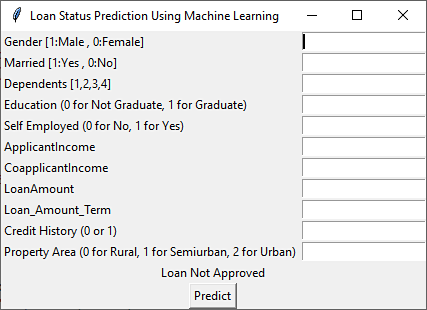 Loan Status Prediction Using Machine Learning
Gender [1:Male , 0:Female]
Married [1:Yes , 0:No]
Dependents [1,2,3,4]
Education (0 for Not Graduate, 1 for Graduate)
Self Employed (0 for No, 1 for Yes)
ApplicantIncome
CoapplicantIncome
LoanAmount
Loan_Amount_Term
Credit History (0 or 1)
Property Area (0 for Rural, 1 for Semiurban, 2 for Urban)
Loan Not Approved
Predict